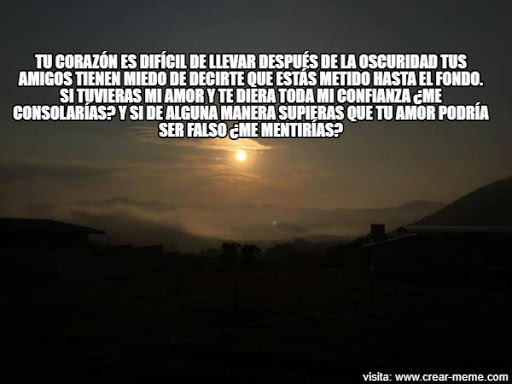 TU CORAZÓN ES DIFÍCIL DE LLEVAR DESPUÉS DE LA OSCURIDAD TUS
AMIGOS TIENEN MIEDO DE DECIRTE QUE ESTÁS METIDO HASTA EL FONDO.
SI TUVIERAS MI AMOR Y TE DIERA TODA MI CONFIANZA ¿ME
CONSOLARÍAS? Y SI DE ALGUNA MANERA SUPIERAS QUE TU AMOR PODRÍA
SER FALSO ¿ME MENTIRÍAS?
visita: www.crear-meme.com